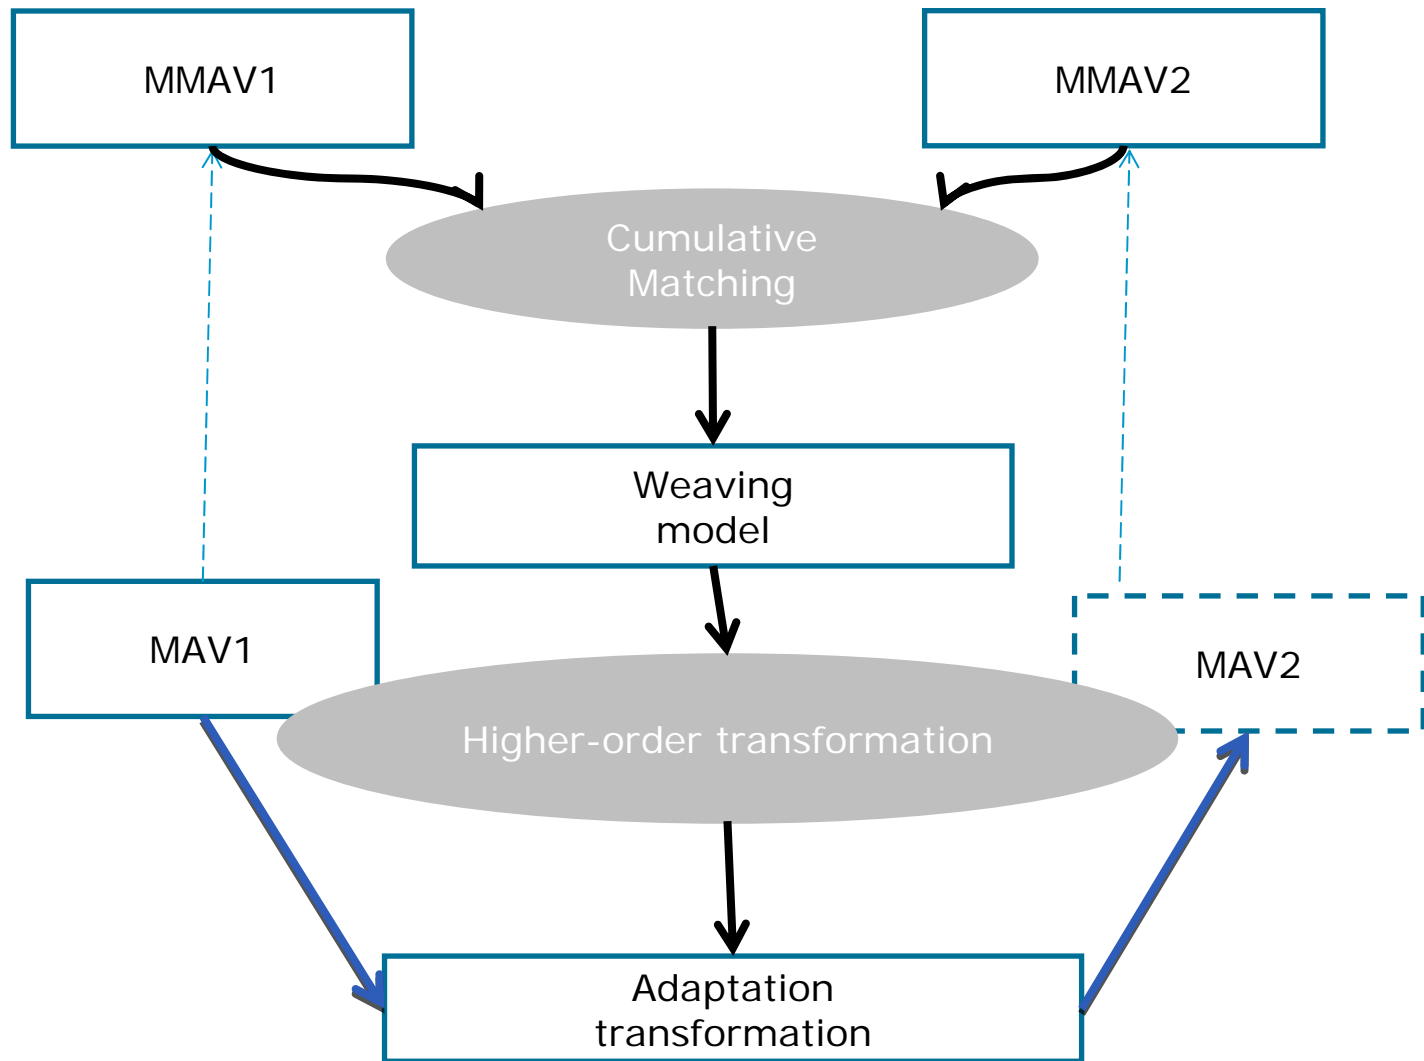 MMAV1
MMAV2
Cumulative
Matching
Weaving
model
MAV1
MAV2
Higher-order transformation
Adaptation
transformation